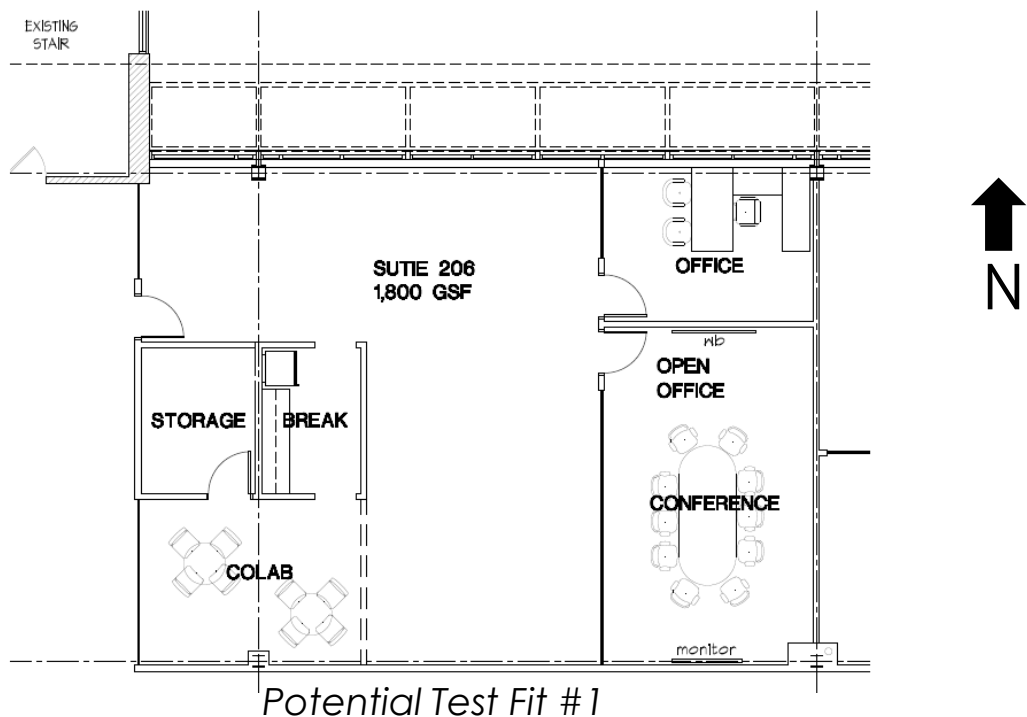 EXISTING
STAIR
SUTIE 206
1,800 GSF
OFFICE
N
wb
OPEN
OFFICE
STORAGE
BREAK
CONFERENCE
COLAB
monitor
Potential Test Fit #1